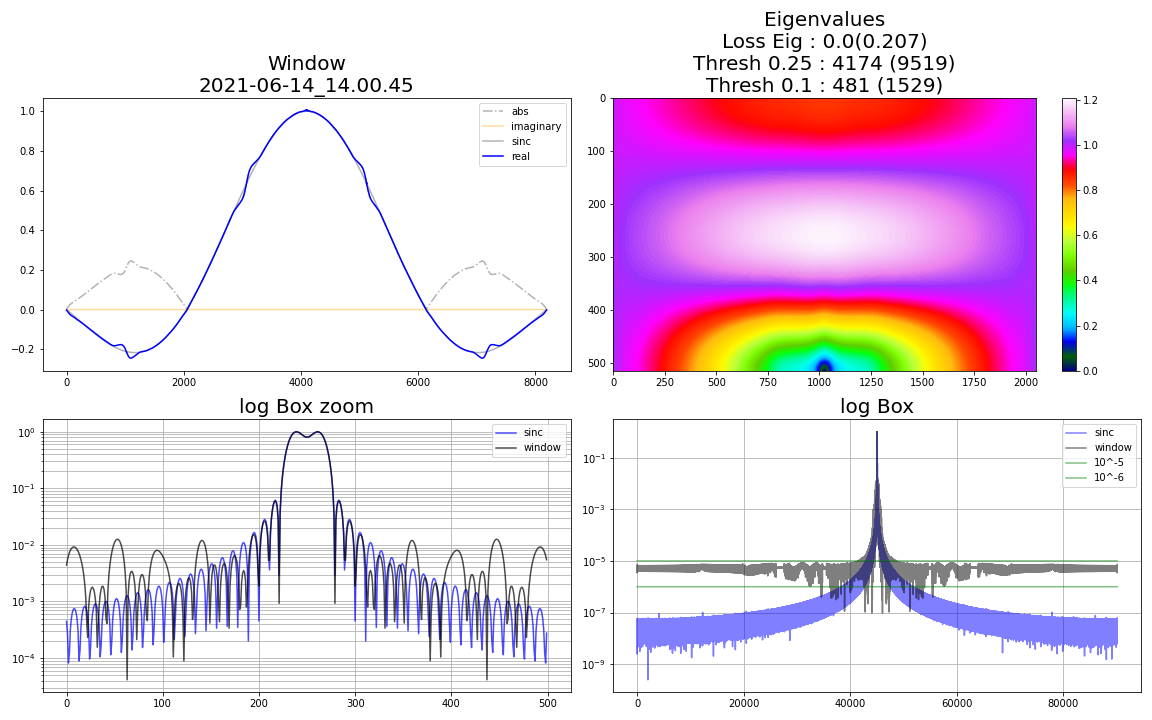 Window
2021-06-14_14.00.45
1.0
0.8
0.6
0.4
0.2
0.0
−0.2
0 2000 4000 6000 8000
abs
imaginary
sinc
real
Eigenvalues
Loss Eig : 0.0(0.207)
Thresh 0.25 : 4174 (9519)
Thresh 0.1 : 481 (1529)
0
100
200
300
400
500
0 250 500 750 1000 1250 1500 1750 2000
1.2
1.0
0.8
0.6
0.4
0.2
0.0
log Box zoom
10⁰
10⁻¹
10⁻²
10⁻³
10⁻⁴
0 100 200 300 400 500
sinc
window
log Box
10⁻¹
10⁻³
10⁻⁵
10⁻⁷
10⁻⁹
0 20000 40000 60000 80000
sinc
window
10^-5
10^-6